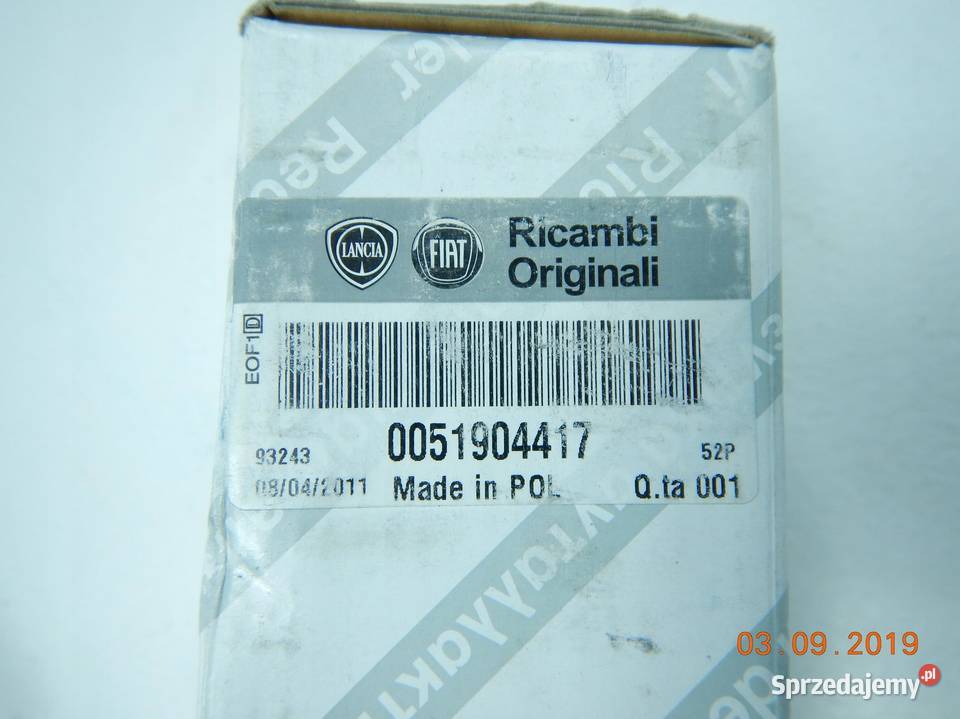 LANCIA
FIAT
Ricambi
Originali
EOF1D
0051904417
93243
52P
08/04/2011
Made in POL
Q.ta 001
03.09.2019
Sprzedajemy.pl